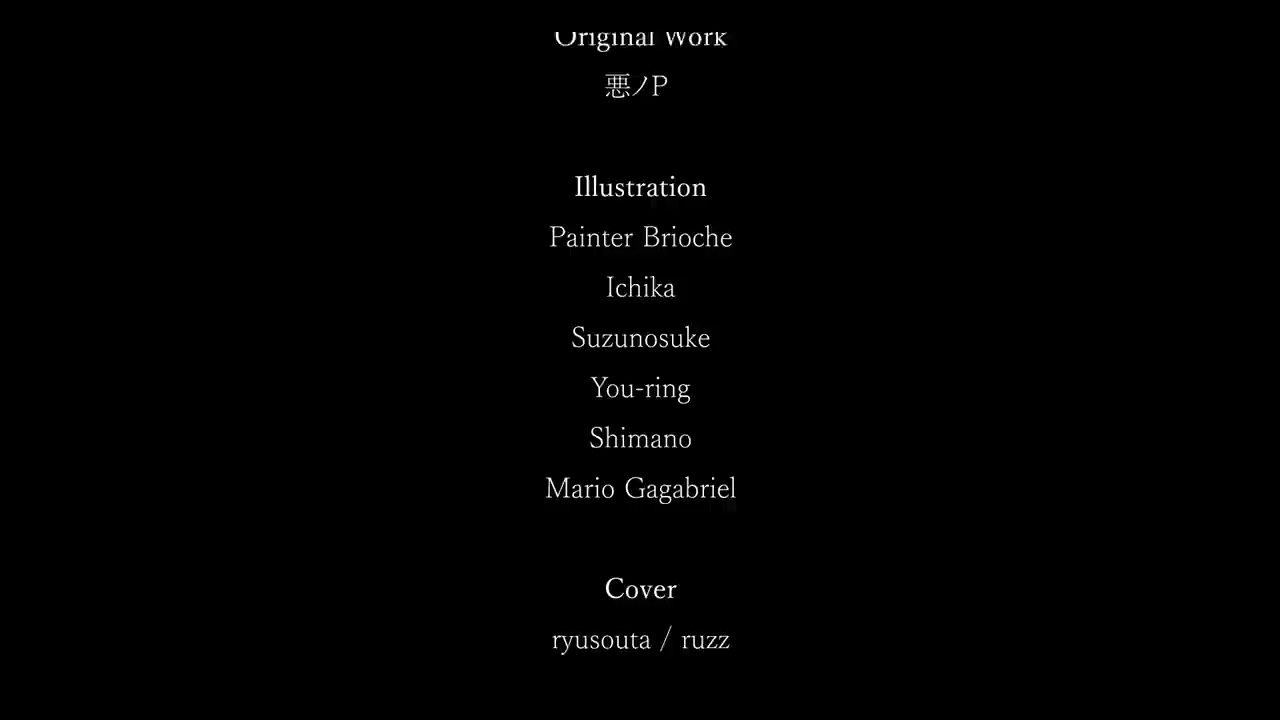 Original Work
悪ノP
Illustration
Painter Brioche
Ichika
Suzunosuke
You-ring
Shimano
Mario Gagabriel
Cover
ryusouta / ruzz